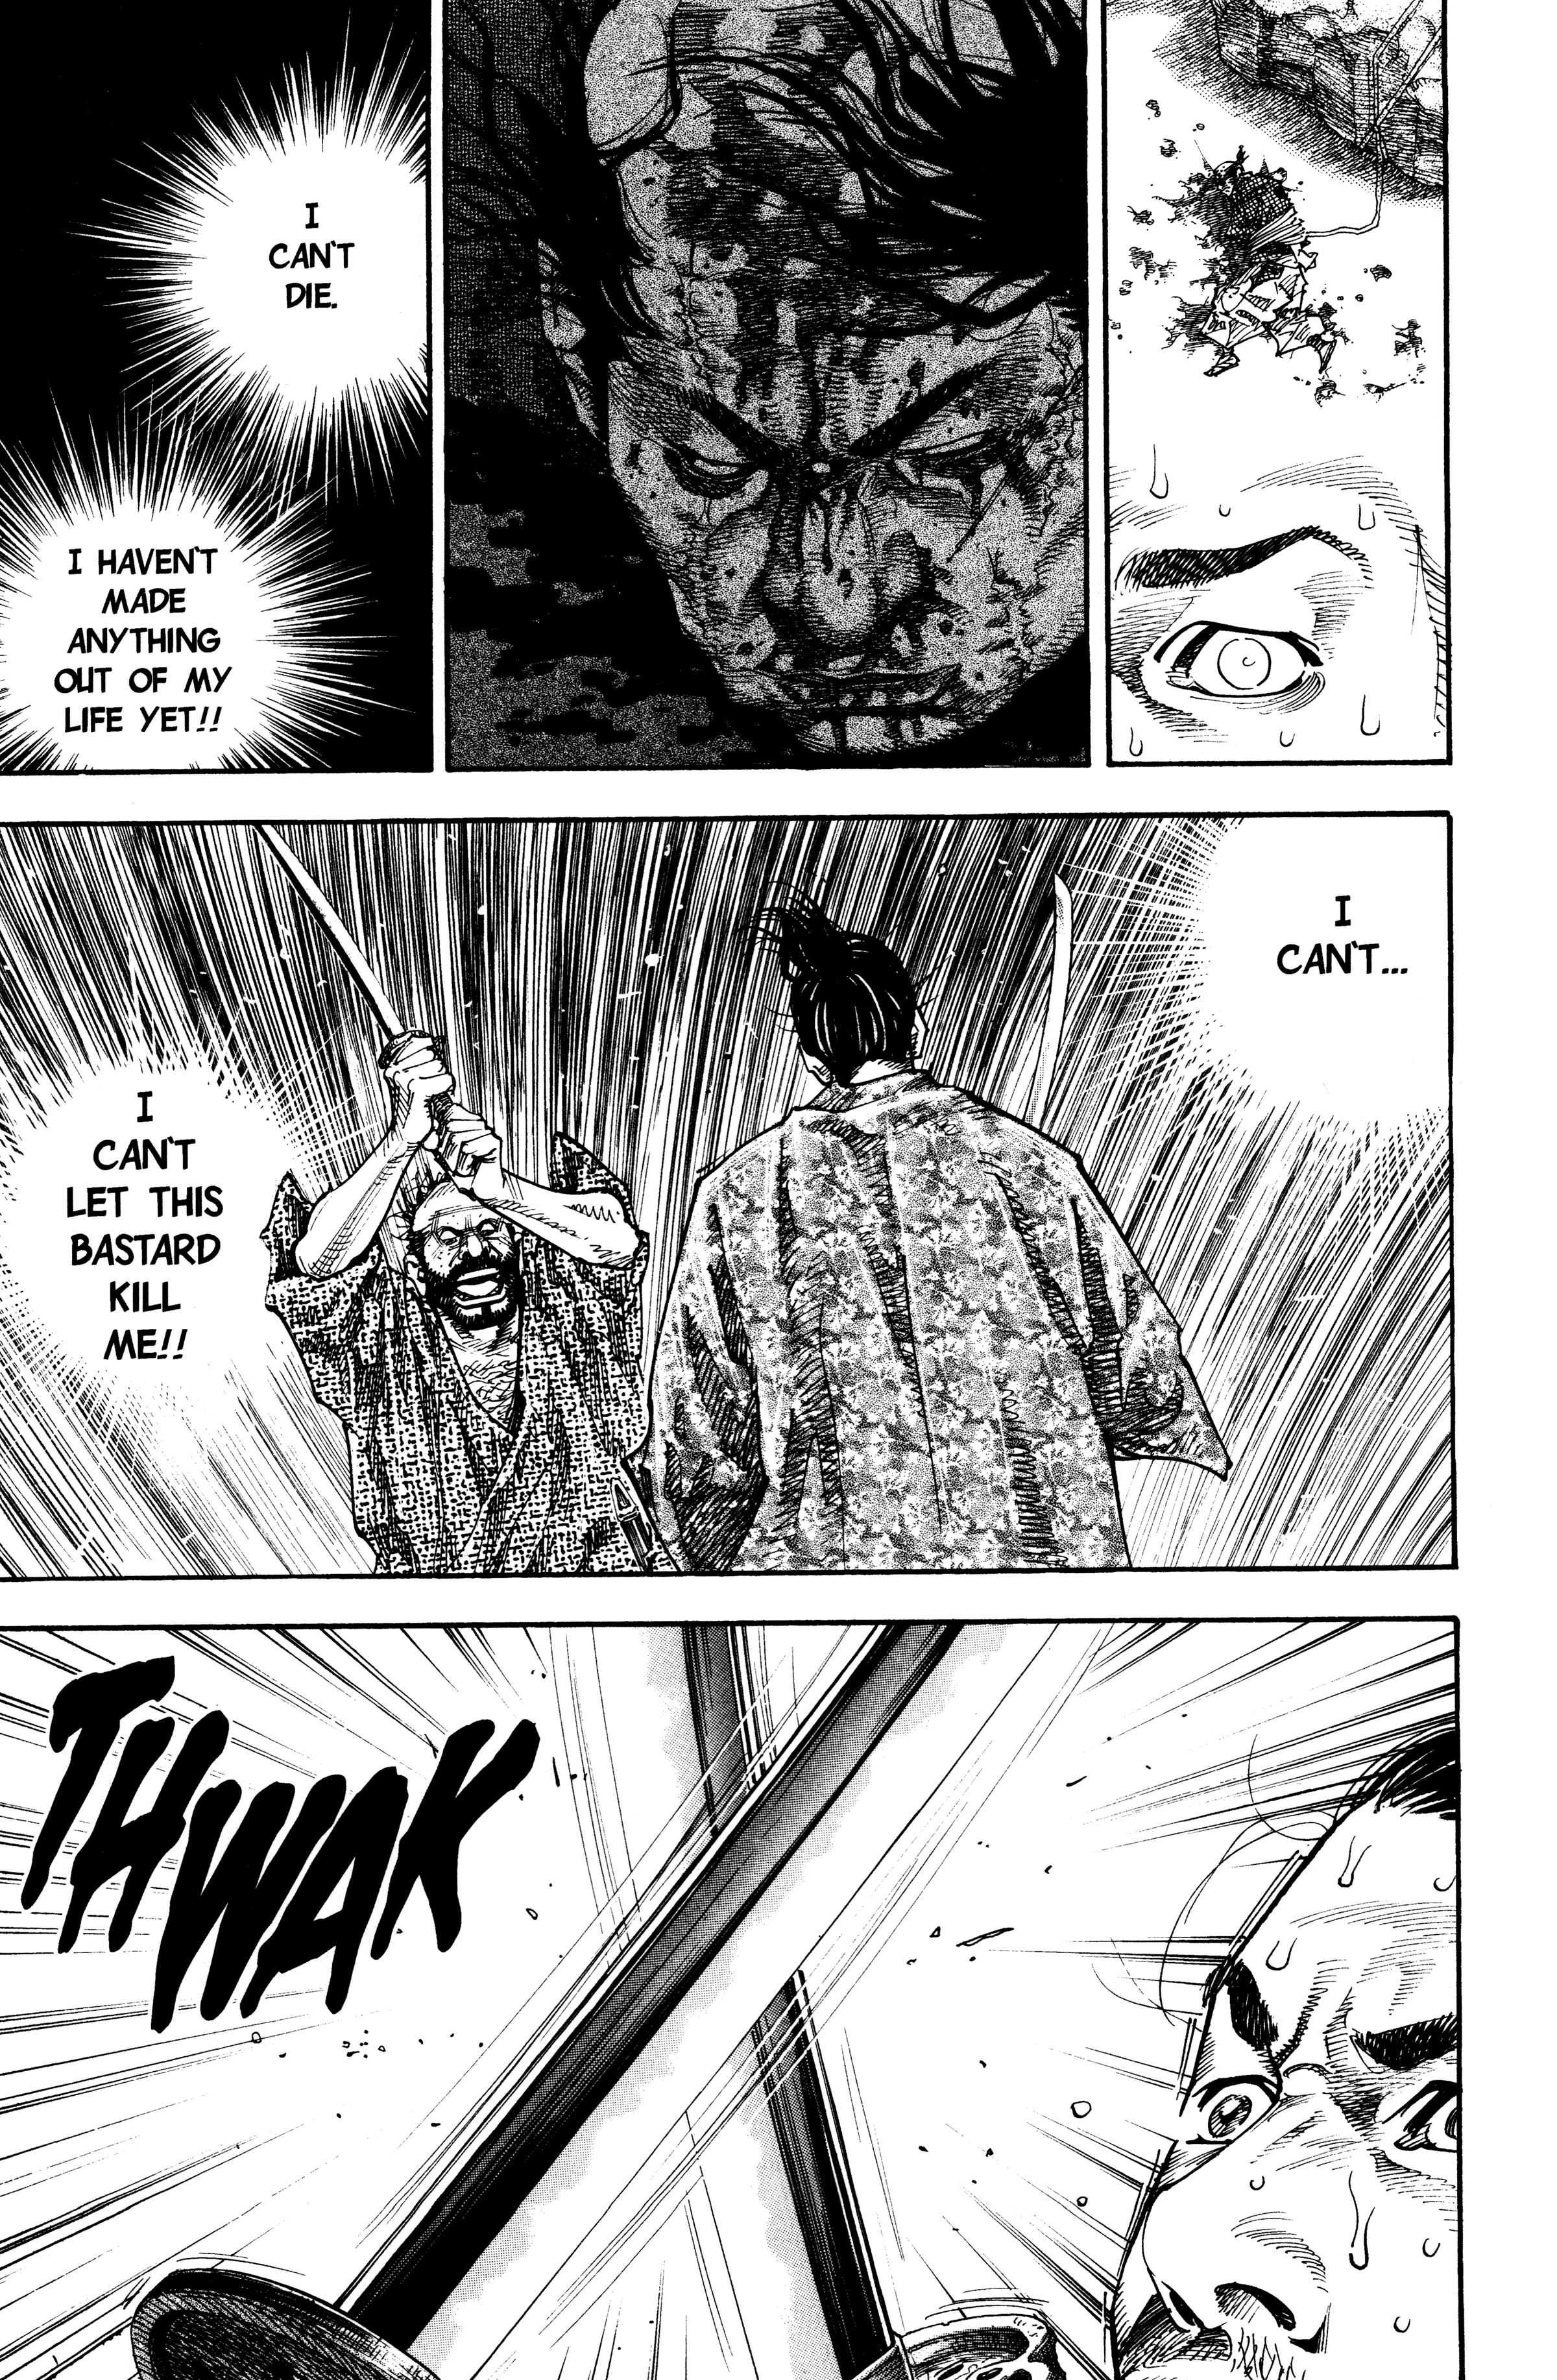 I
CAN'T
DIE.
I HAVEN'T
MADE
ANYTHING
OUT OF MY
LIFE YET!!
I
CAN'T...
I
CAN'T
LET THIS
BASTARD
KILL
ME!!
THWAK